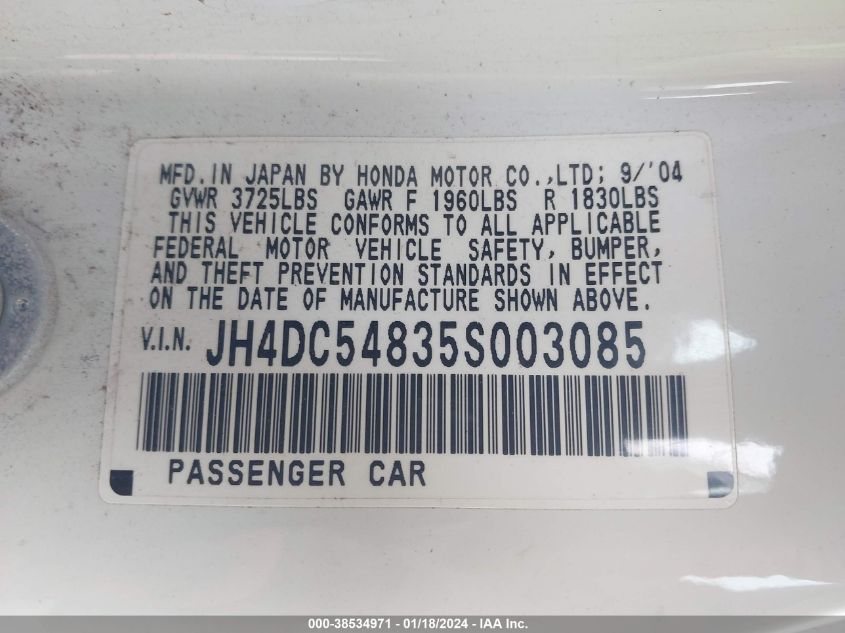 MFD. IN JAPAN BY HONDA MOTOR CO.,LTD; 9/'04
GVWR 3725LBS GAWR F 1960LBS R 1830LBS
THIS VEHICLE CONFORMS TO ALL APPLICABLE
FEDERAL MOTOR VEHICLE SAFETY, BUMPER,
AND THEFT PREVENTION STANDARDS IN EFFECT
ON THE DATE OF MANUFACTURE SHOWN ABOVE.
V.I.N. JH4DC54835S003085
PASSENGER CAR
000-38534971 - 01/18/2024 - IAA Inc.